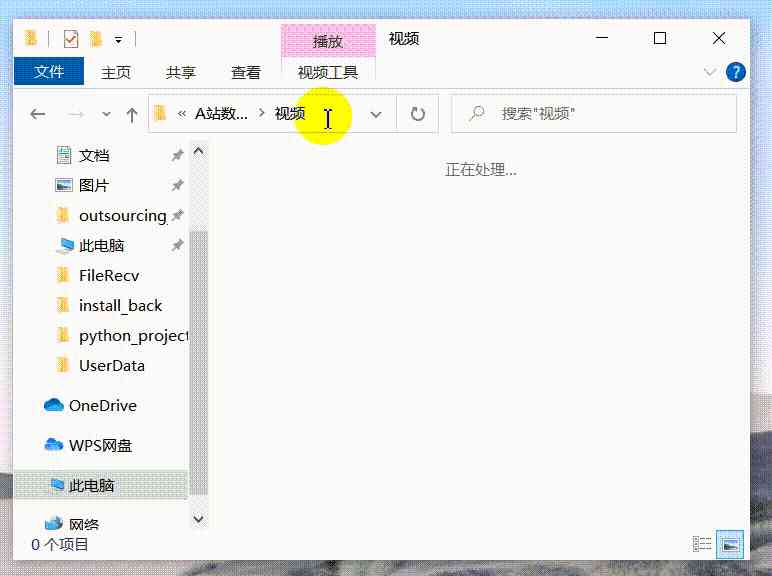 播放
视频
文件
主页
共享
查看
视频工具
?
« A站数... > 视频
搜索"视频"
正在处理...
文档
图片
outsourcing
此电脑
FileRecv
install_back
python_project
UserData
OneDrive
WPS网盘
此电脑
网络
0 个项目